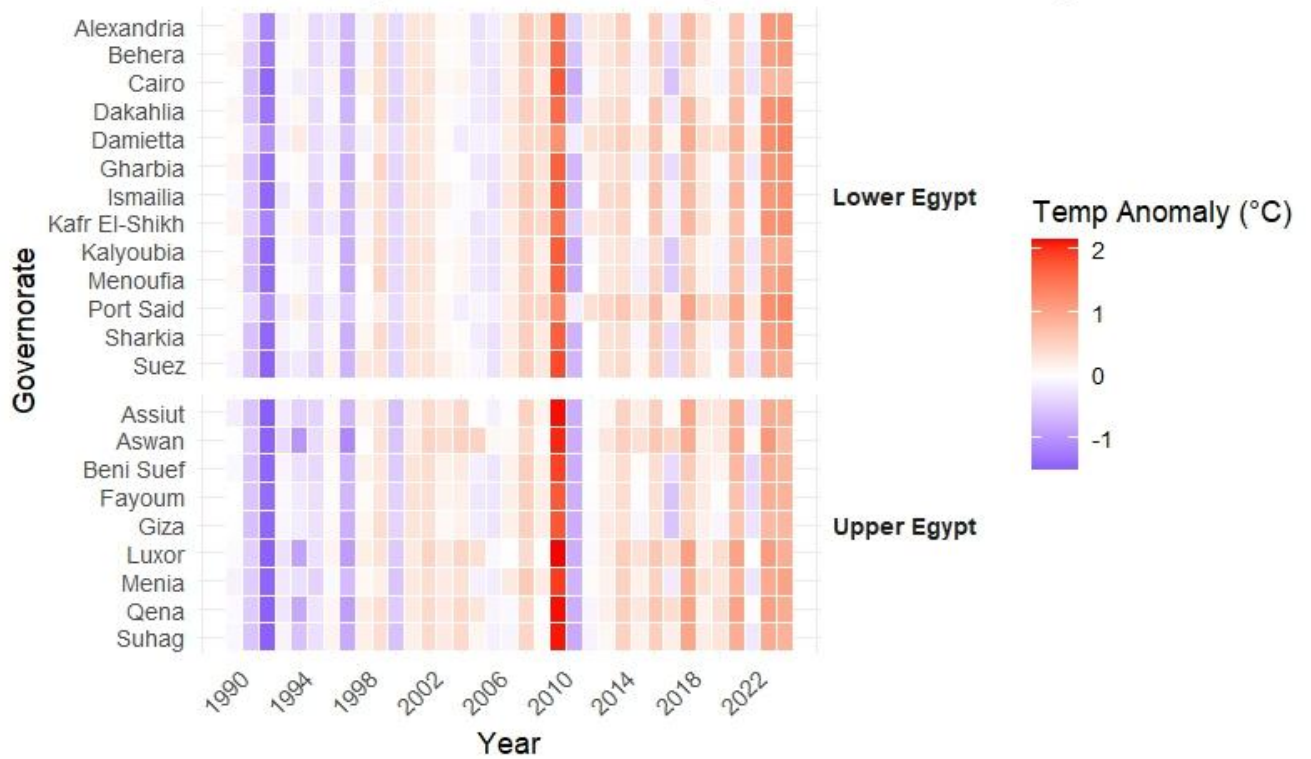 Alexandria
Behera
Cairo
Dakahlia
Damietta
Gharbia
Ismailia
Kafr El-Shikh
Kalyoubia
Menoufia
Port Said
Sharkia
Suez
Lower Egypt
Assiut
Aswan
Beni Suef
Fayoum
Giza
Luxor
Menia
Qena
Suhag
Upper Egypt
Governorate
1990 1994 1998 2002 2006 2010 2014 2018 2022
Year
Temp Anomaly (°C)
2
1
0
-1